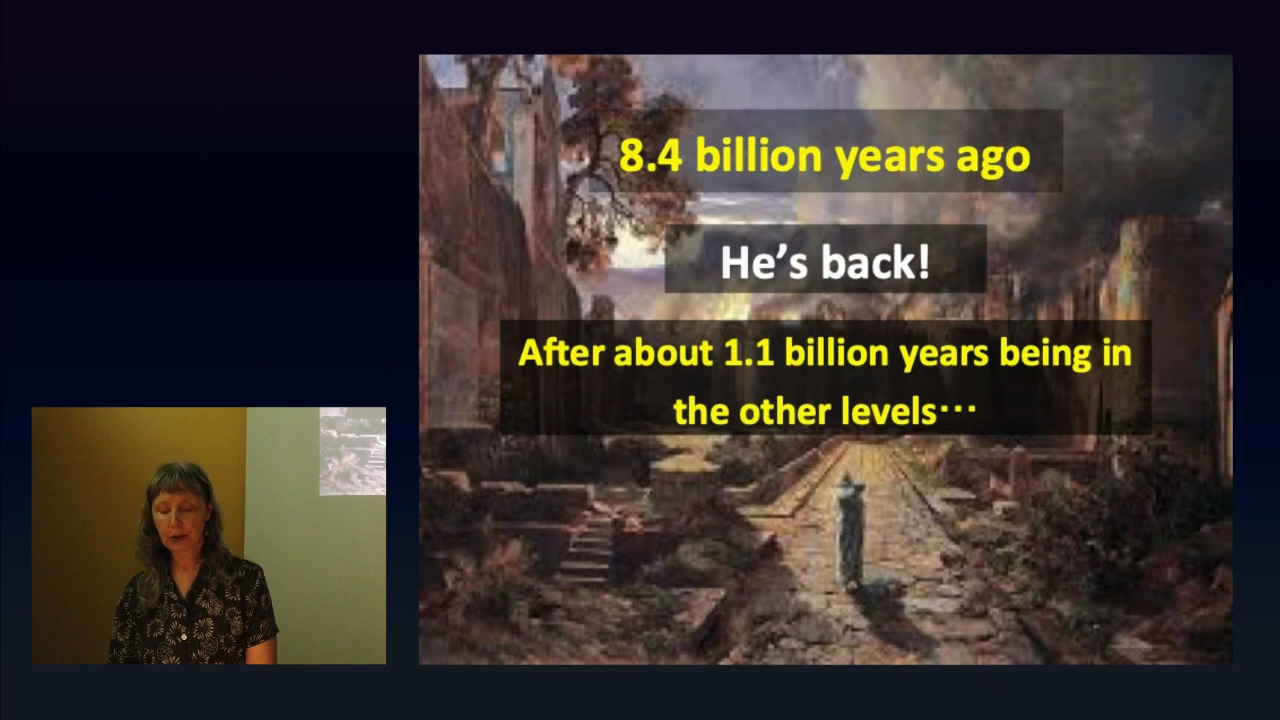 8.4 billion years ago
He’s back!
After about 1.1 billion years being in
the other levels···